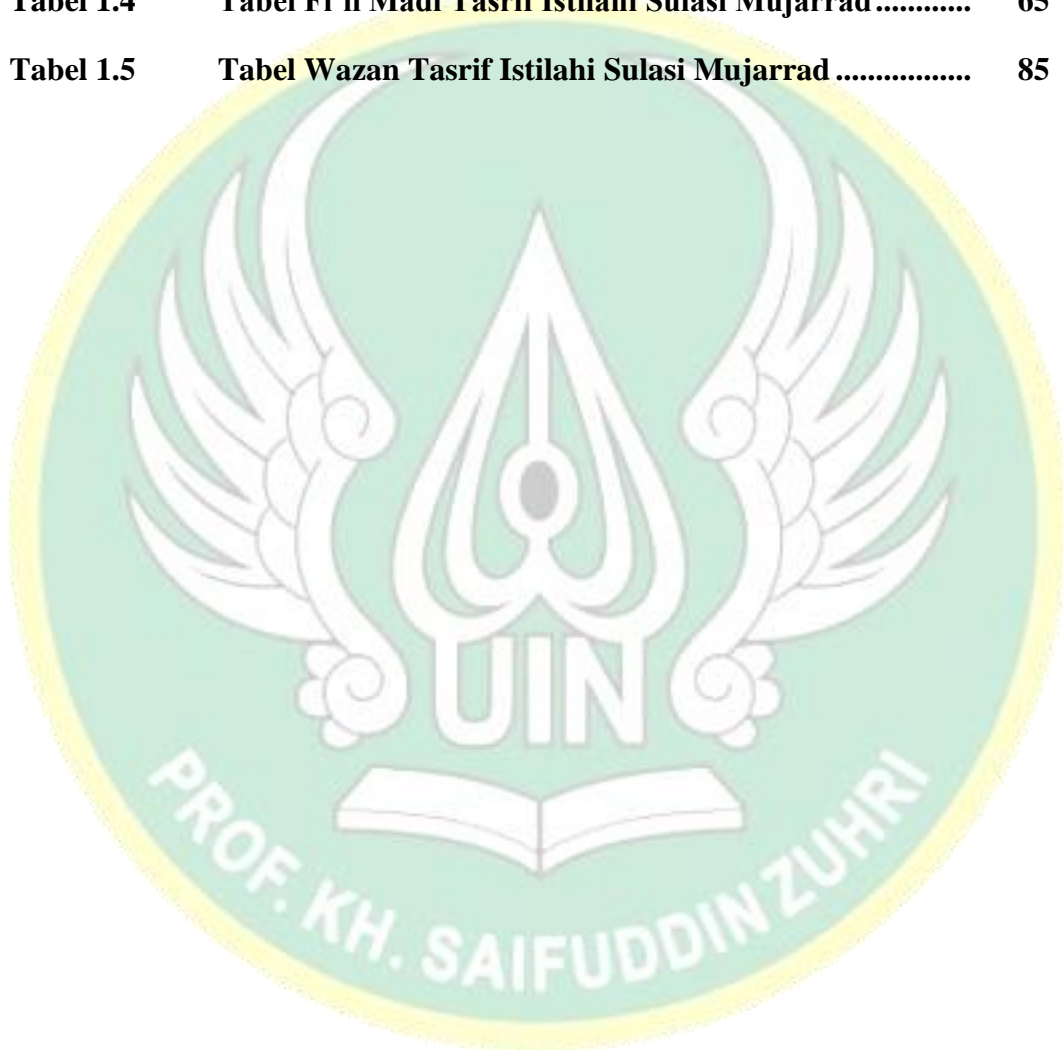 Tabel 1.4 Tabel Fi'il Madi Tasrif Istilahi Sulasi Mujarrad............ 65
Tabel 1.5 Tabel Wazan Tasrif Istilahi Sulasi Mujarrad ................. 85
UIN
PROF. KH. SAIFUDDIN ZUHRI